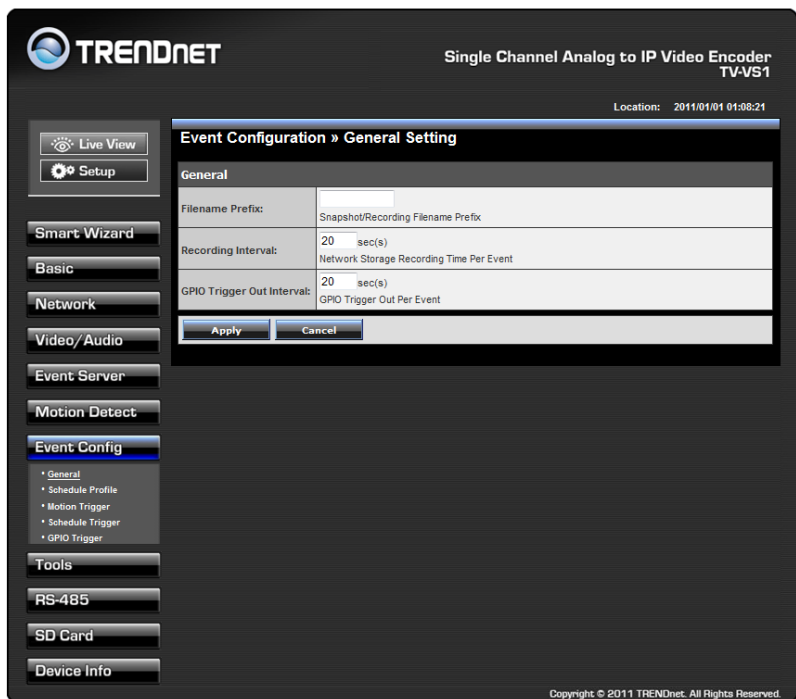 TRENDNET
Single Channel Analog to IP Video Encoder
TV-VS1
Location: 2011/01/01 01:08:21
Live View
Setup
Smart Wizard
Basic
Network
Video/Audio
Event Server
Motion Detect
Event Config
• General
• Schedule Profile
• Motion Trigger
• Schedule Trigger
• GPIO Trigger
Tools
RS-485
SD Card
Device Info
Event Configuration » General Setting
General
Filename Prefix:
Snapshot/Recording Filename Prefix
Recording Interval:
20 sec(s)
Network Storage Recording Time Per Event
GPIO Trigger Out Interval:
20 sec(s)
GPIO Trigger Out Per Event
Apply Cancel
Copyright © 2011 TRENDnet. All Rights Reserved.